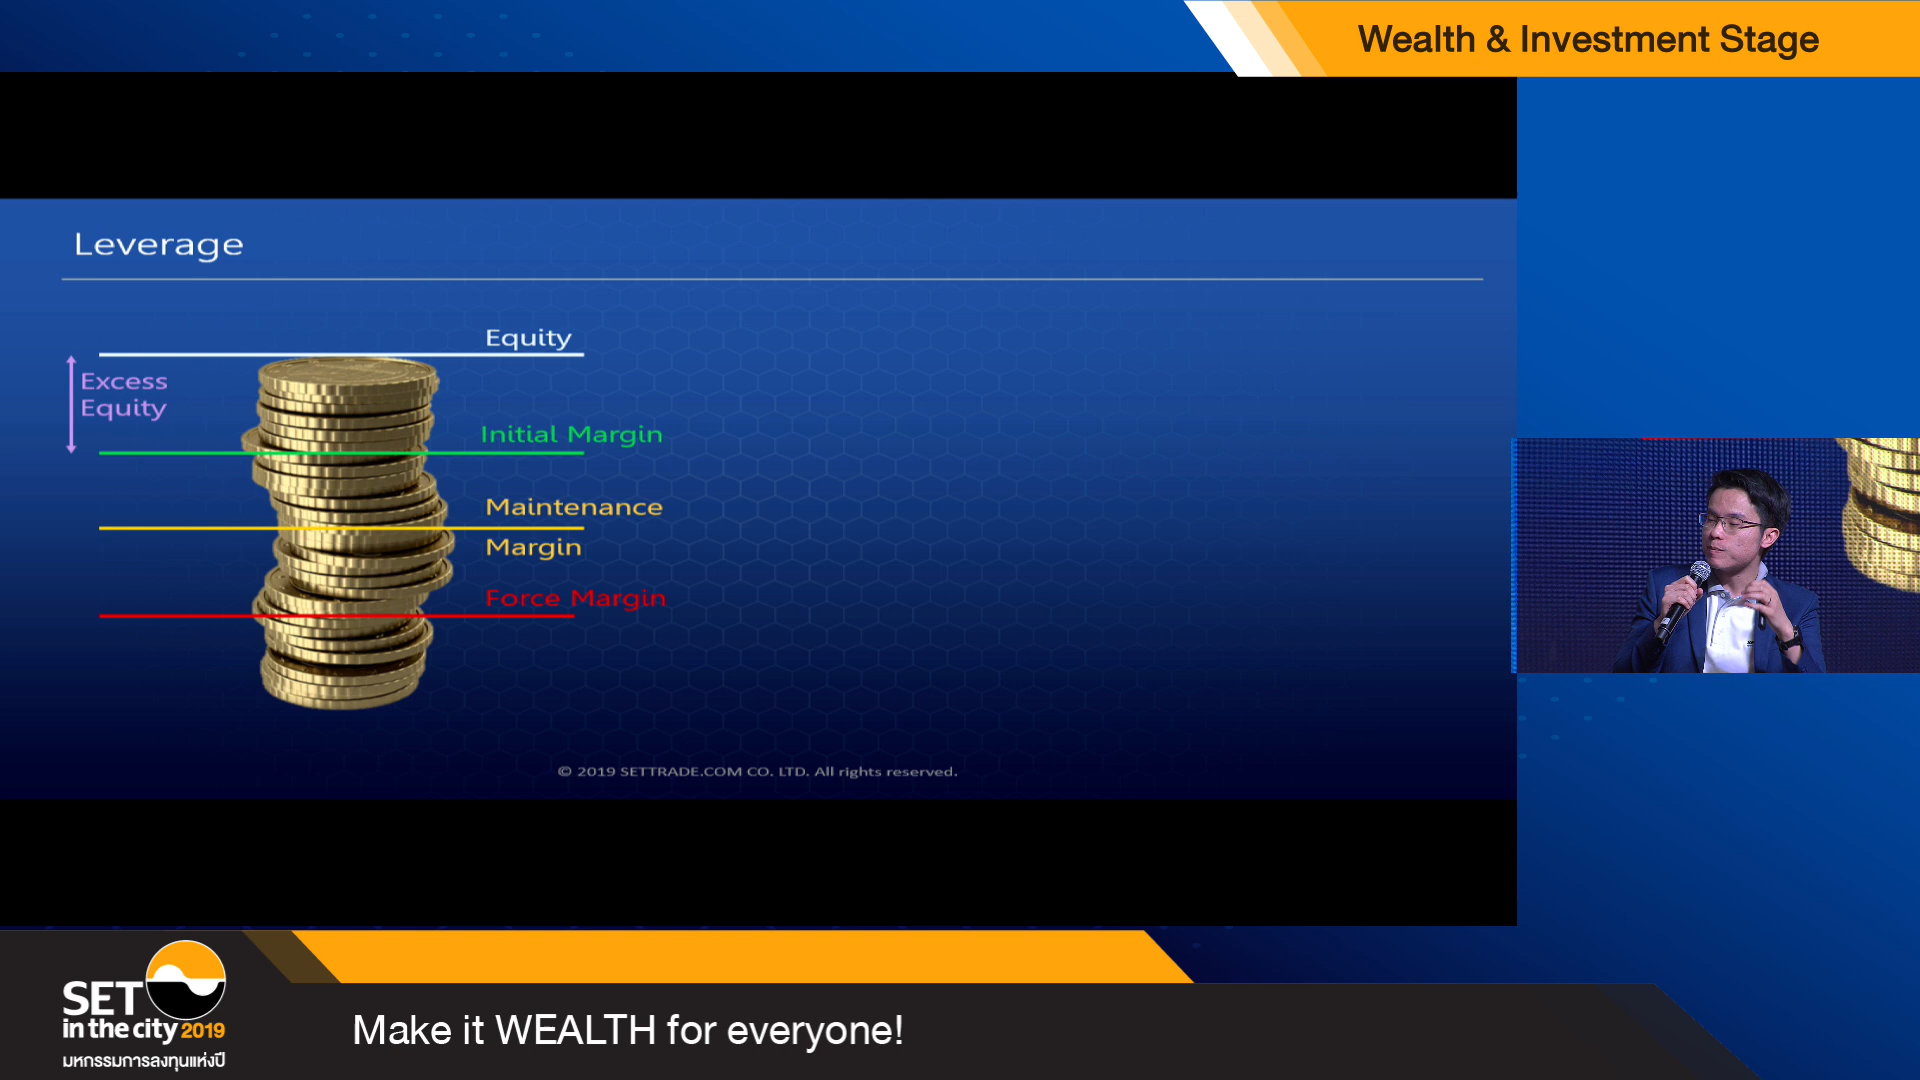 Wealth & Investment Stage
Leverage
Equity
Excess
Equity
Initial Margin
Maintenance
Margin
Force Margin
© 2019 SETTRADE.COM CO. LTD. All rights reserved.
SET
in the city 2019
มหกรรมการลงทุนแห่งปี
Make it WEALTH for everyone!